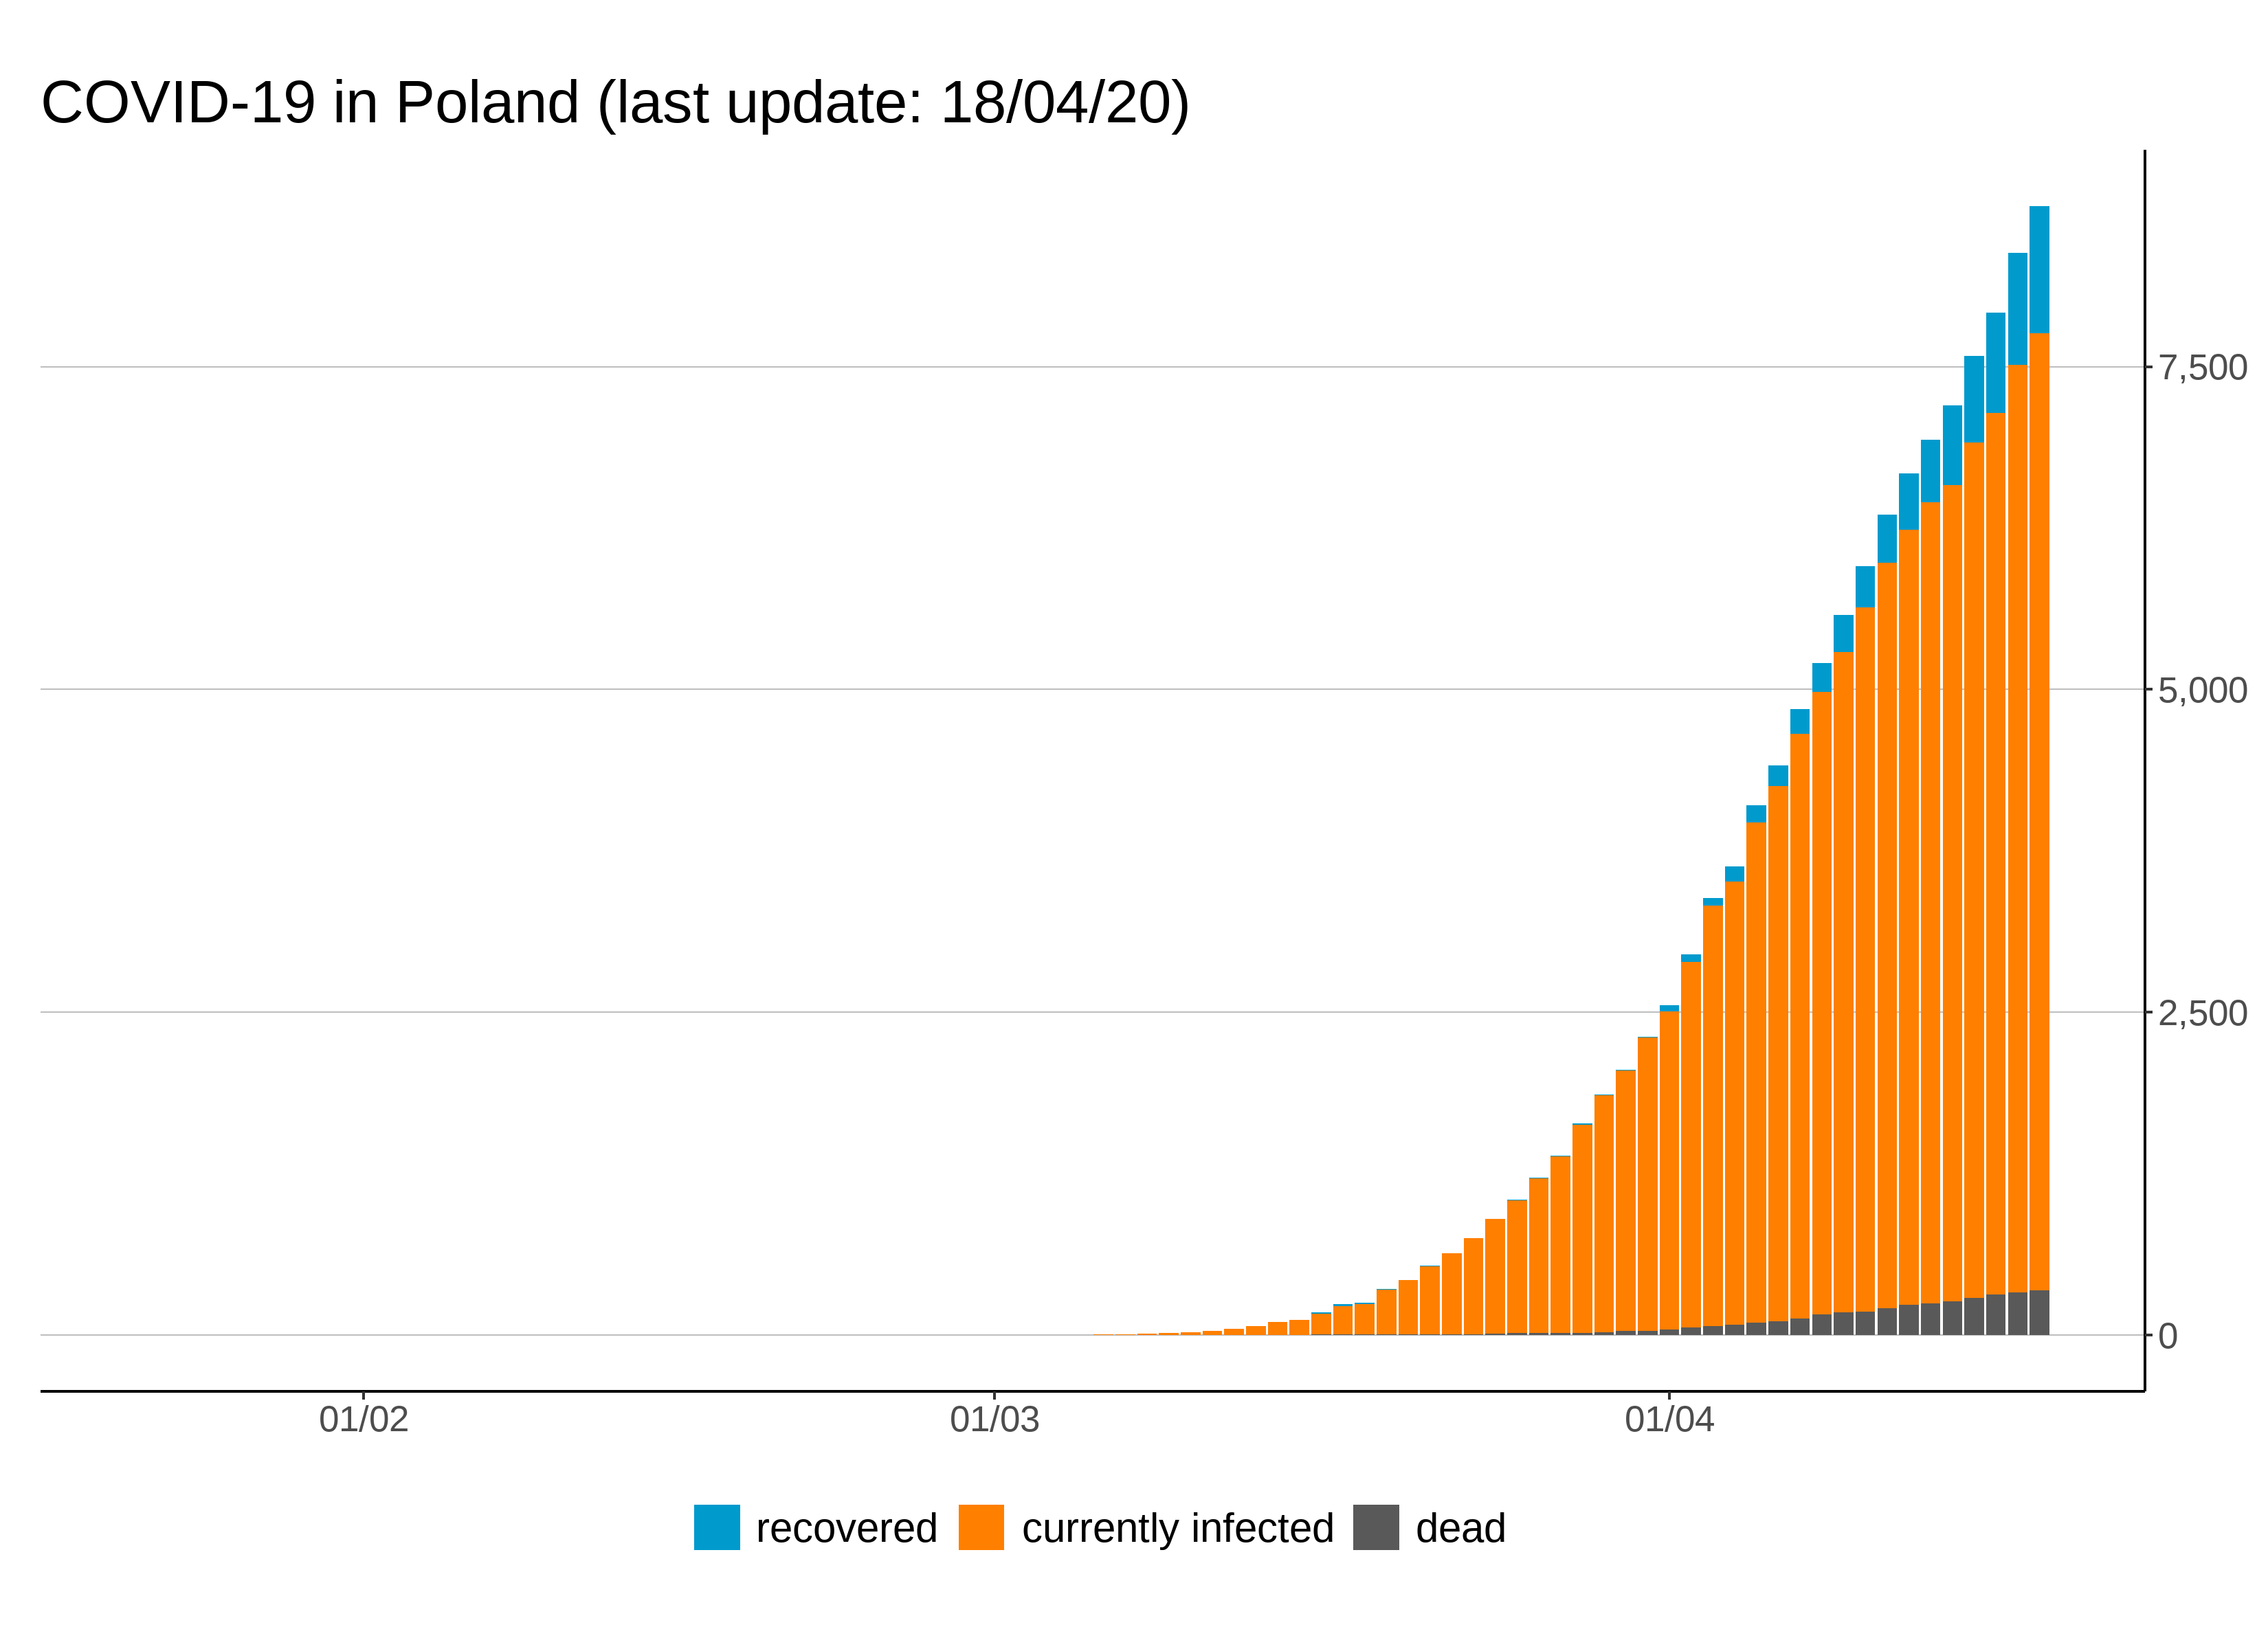 COVID-19 in Poland (last update: 18/04/20)
7,500
5,000
2,500
0
01/02 01/03 01/04
recovered currently infected dead